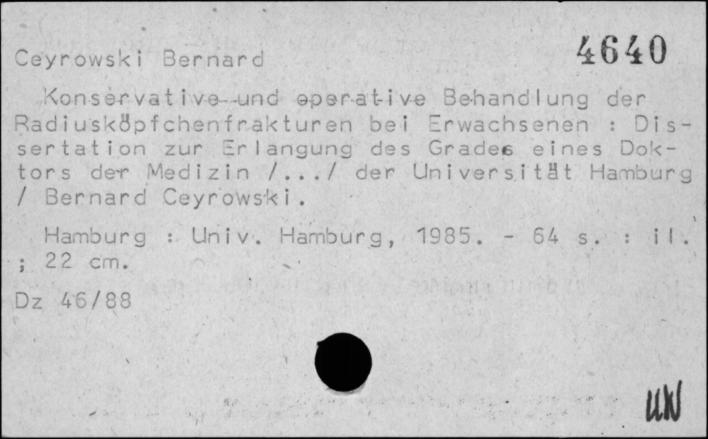 Ceyrowski Bernard 4640
Konservative und operative Behandlung der
Radiusköpfchenfrakturen bei Erwachsenen : Dis-
sertation zur Erlangung des Grades eines Dok-
tors der Medizin /.../ der Universität Hamburg
/ Bernard Ceyrowski.
Hamburg : Univ. Hamburg, 1985. - 64 s. : il.
; 22 cm.
Dz 46/88
UW